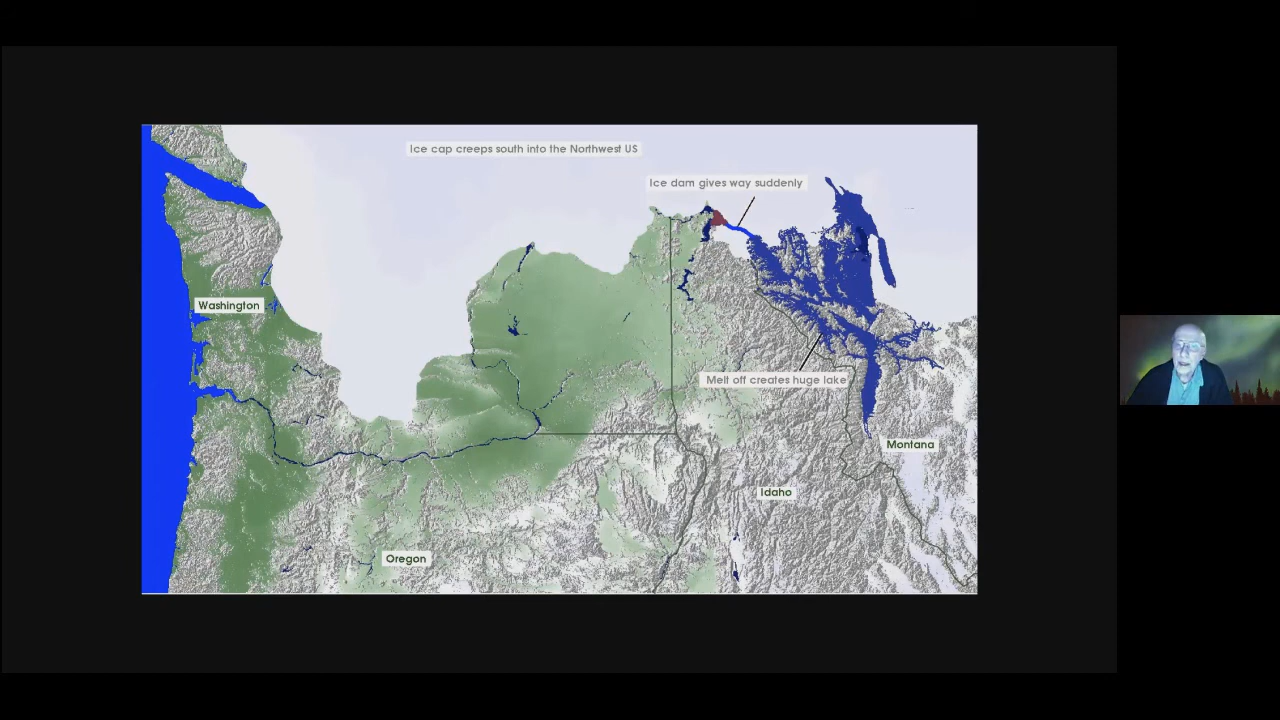 Ice cap creeps south into the Northwest US
Ice dam gives way suddenly
Washington
Melt off creates huge lake
Montana
Idaho
Oregon